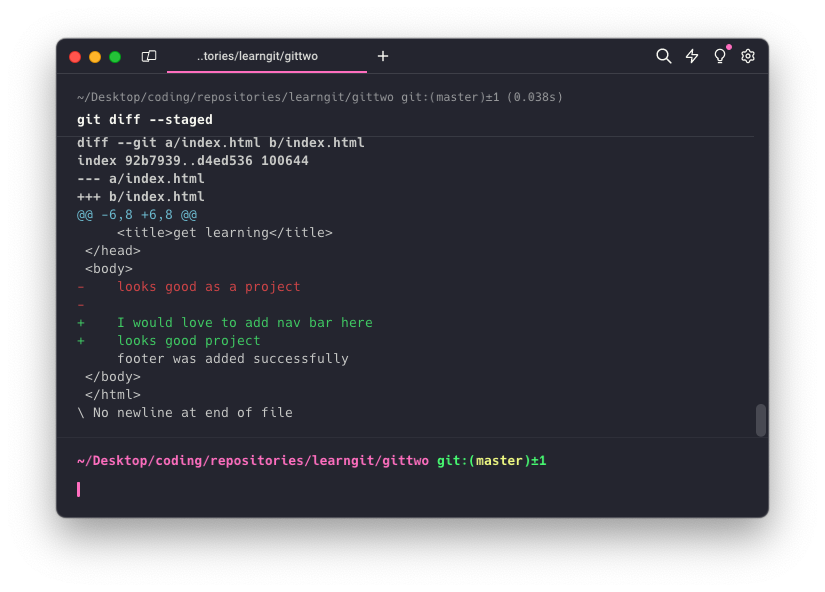 ..tories/learngit/gittwo
~/Desktop/coding/repositories/learngit/gittwo git:(master)±1 (0.038s)
git diff --staged
diff --git a/index.html b/index.html
index 92b7939..d4ed536 100644
--- a/index.html
+++ b/index.html
@@ -6,8 +6,8 @@
     <title>get learning</title>
 </head>
 <body>
-    looks good as a project
-
+    I would love to add nav bar here
+    looks good project
     footer was added successfully
 </body>
 </html>
\ No newline at end of file
~/Desktop/coding/repositories/learngit/gittwo git:(master)±1